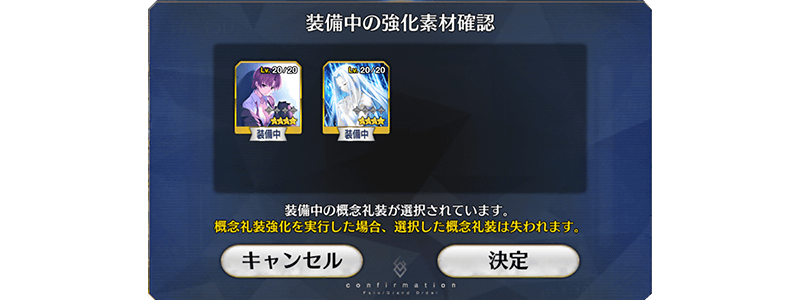 装備中の強化素材確認
Lv. 20/20
Lv. 20/20
装備中
装備中
装備中の概念礼装が選択されています。
概念礼装強化を実行した場合、選択した概念礼装は失われます。
キャンセル
決定
confirmation
Fate/Grand Order